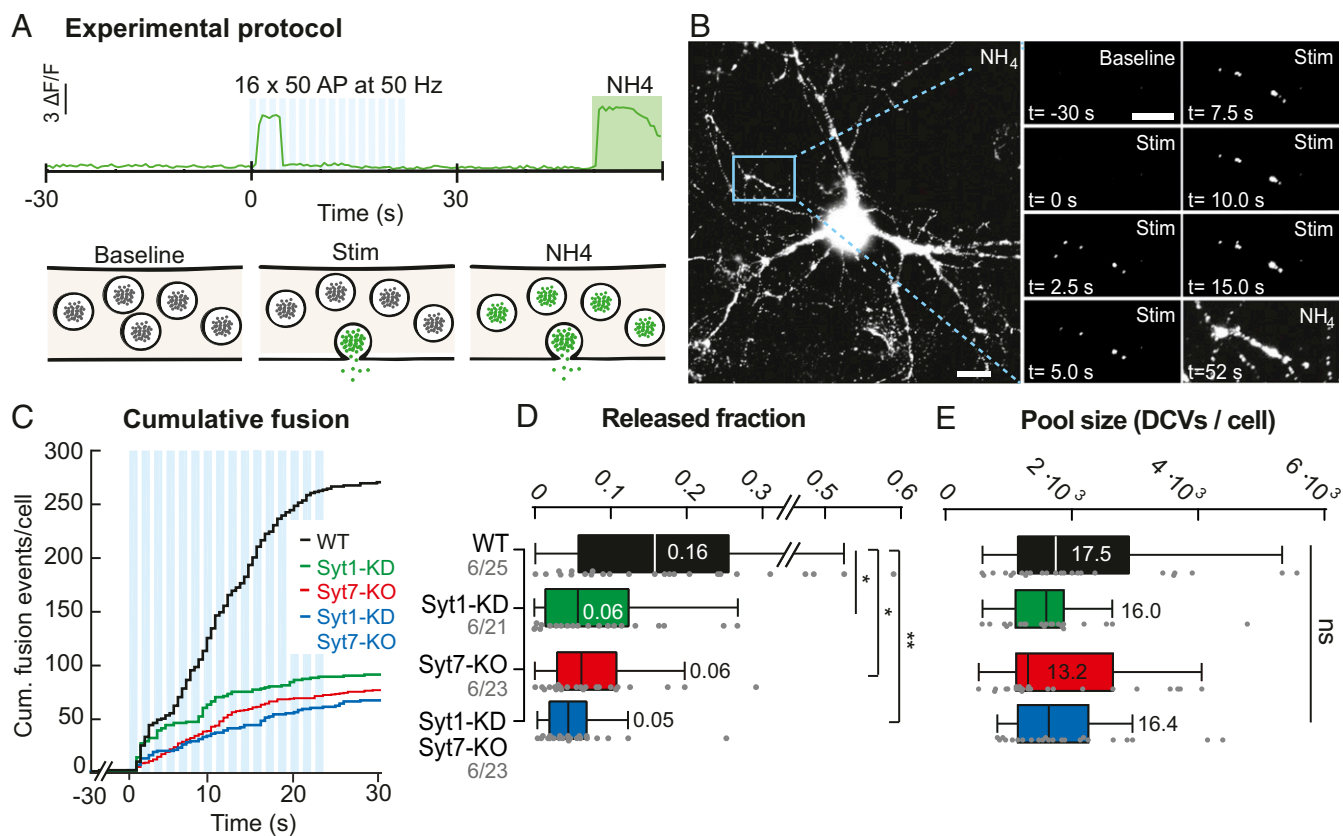 A Experimental protocol
3 ΔF/F
16 x 50 AP at 50 Hz
NH4
-30 0 30
Time (s)
Baseline Stim NH4
B
NH4
Baseline
t= -30 s
Stim
t= 7.5 s
t= 0 s
Stim
t= 10.0 s
Stim
t= 2.5 s
Stim
t= 15.0 s
Stim
t= 5.0 s
NH4
t=52 s
C Cumulative fusion
Cum. fusion events/cell
300
250
200
150
100
50
0
WT
Syt1-KD
Syt7-KO
Syt1-KD
Syt7-KO
-30 0 10 20 30
Time (s)
D Released fraction
0 0.1 0.2 0.3 0.5 0.6
WT
6/25
0.16
Syt1-KD
6/21
0.06
Syt7-KO
6/23
0.06
Syt1-KD
Syt7-KO
6/23
0.05
*
*
**
E Pool size (DCVs / cell)
0 2·10³ 4·10³ 6·10³
17.5
16.0
13.2
16.4
ns